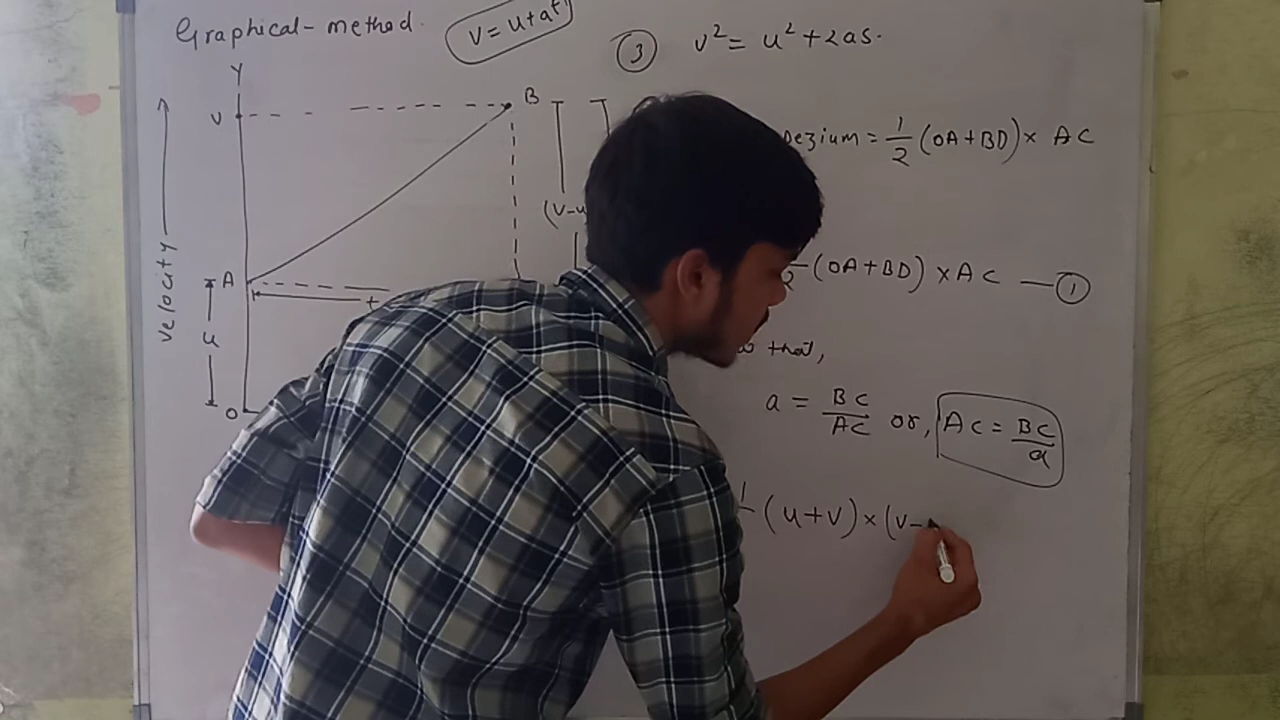 Graphical-method.
V = u+at
③ v² = u² + 2as.
Y
V
B
(v-u
A
t
velocity
u
O
pezium = 1/2 (OA+BD) × AC
(OA+BD) × AC — ①
that,
a = BC/AC or, AC = BC/a
(u+v) × (v-